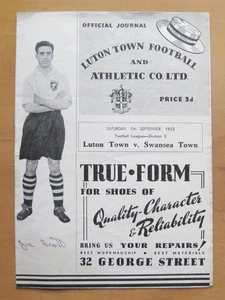 OFFICIAL JOURNAL
LUTON TOWN FOOTBALL
AND
ATHLETIC CO. LTD.
PRICE 3d
SATURDAY, 5th SEPTEMBER, 1953
Football League—Division II
Luton Town v. Swansea Town
TRUE·FORM
FOR SHOES OF
Quality-Character
& Reliability
BRING US YOUR REPAIRS!
BEST WORKMANSHIP BEST MATERIALS
32 GEORGE STREET